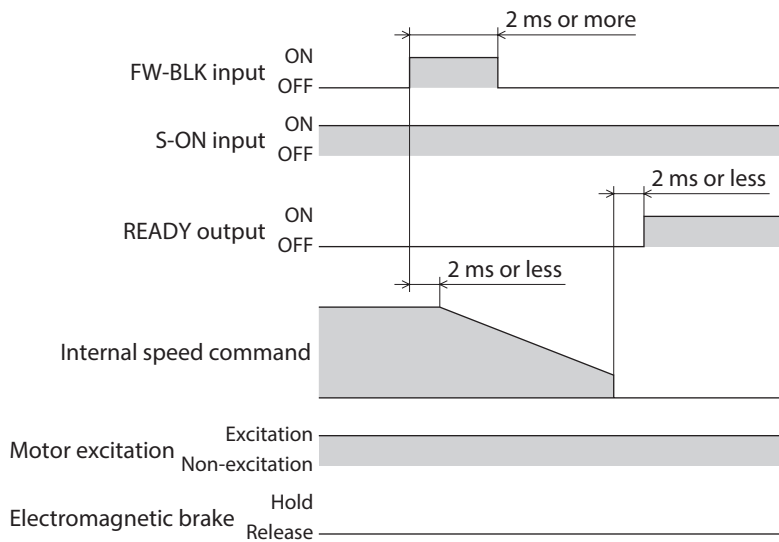 2 ms or more
FW-BLK input
ON
OFF
S-ON input
ON
OFF
2 ms or less
READY output
ON
OFF
2 ms or less
Internal speed command
Motor excitation
Excitation
Non-excitation
Electromagnetic brake
Hold
Release